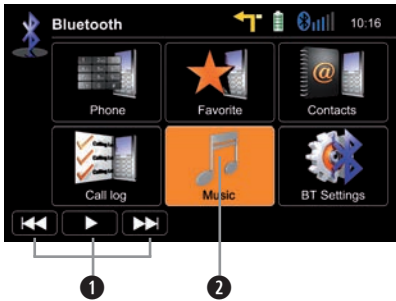 Bluetooth 10:16
Phone Favorite Contacts
Call log Music BT Settings
1 2